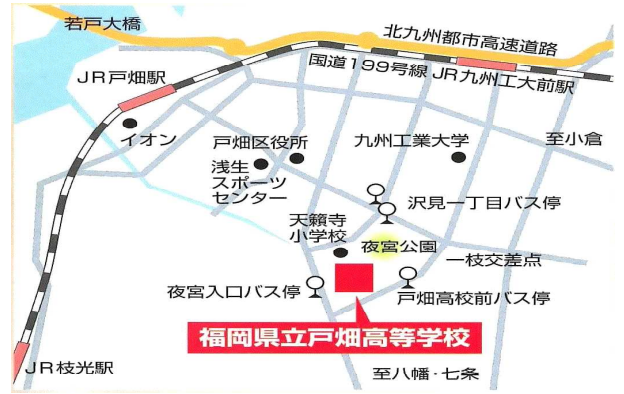 若戸大橋
北九州都市高速道路
国道199号線
JR九州工大前駅
JR戸畑駅
イオン
戸畑区役所
九州工業大学
至小倉
浅生
スポーツ
センター
沢見一丁目バス停
天籟寺
小学校
夜宮公園
一枝交差点
夜宮入口バス停
戸畑高校前バス停
福岡県立戸畑高等学校
JR枝光駅
至八幡・七条